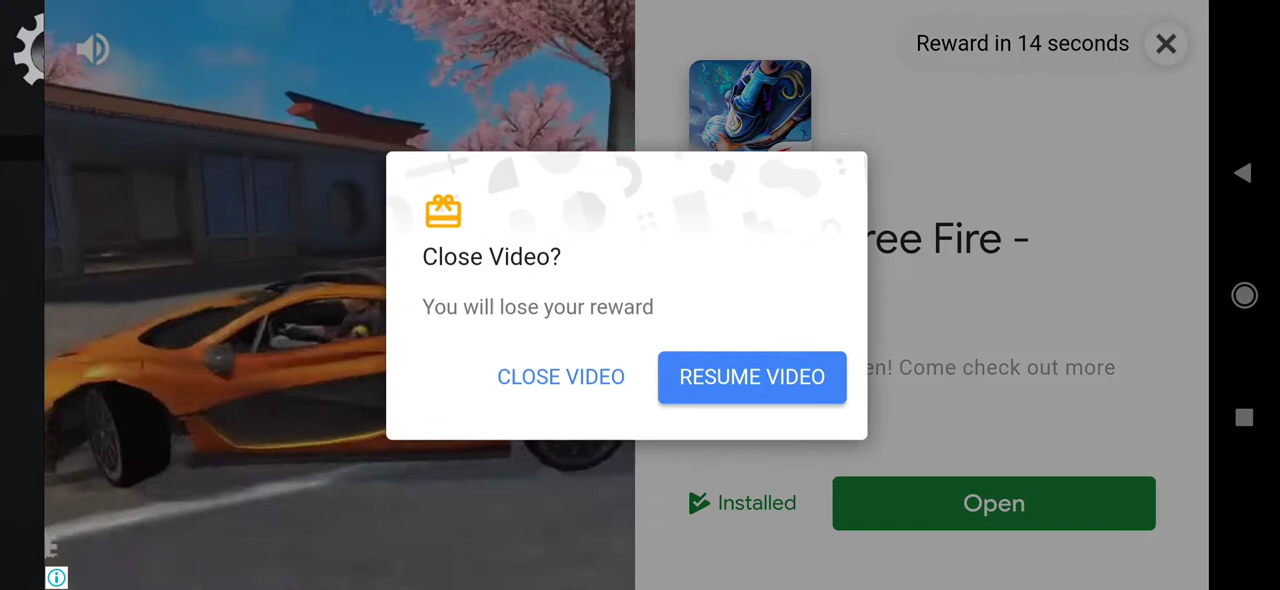 Reward in 14 seconds
ree Fire -
Close Video?
You will lose your reward
en! Come check out more
CLOSE VIDEO
RESUME VIDEO
Installed
Open